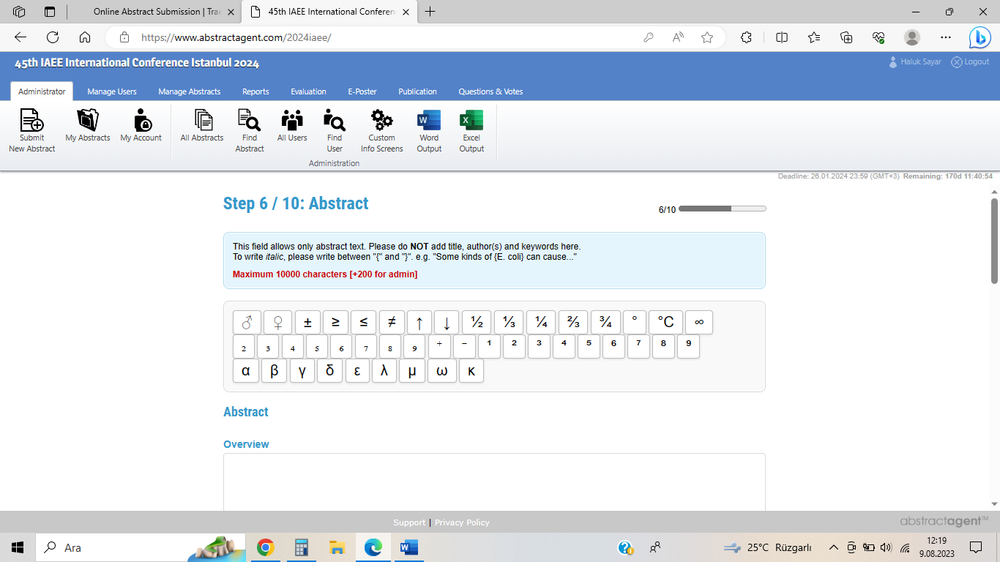 Online Abstract Submission | Trae
45th IAEE International Conferen
https://www.abstractagent.com/2024iaee/
45th IAEE International Conference Istanbul 2024
Haluk Sayar
Logout
Administrator
Manage Users
Manage Abstracts
Reports
Evaluation
E-Poster
Publication
Questions & Votes
Submit
New Abstract
My Abstracts
My Account
All Abstracts
Find
Abstract
All Users
Find
User
Custom
Info Screens
Word
Output
Excel
Output
Administration
Deadline: 26.01.2024 23:59 (GMT+3) Remaining: 170d 11:40:54
Step 6 / 10: Abstract
6/10
This field allows only abstract text. Please do NOT add title, author(s) and keywords here.
To write italic, please write between "{" and "}". e.g. "Some kinds of {E. coli} can cause..."
Maximum 10000 characters [+200 for admin]
♂ ♀ ± ≥ ≤ ≠ ↑ ↓ ½ ⅓ ¼ ⅔ ¾ ° °C ∞
₂ ₃ ₄ ₅ ₆ ₇ ₈ ₉ ⁺ ⁻ ¹ ² ³ ⁴ ⁵ ⁶ ⁷ ⁸ ⁹
α β γ δ ε λ μ ω κ
Abstract
Overview
Support | Privacy Policy
abstractagent™
Ara
25°C Rüzgarlı
12:19
9.08.2023